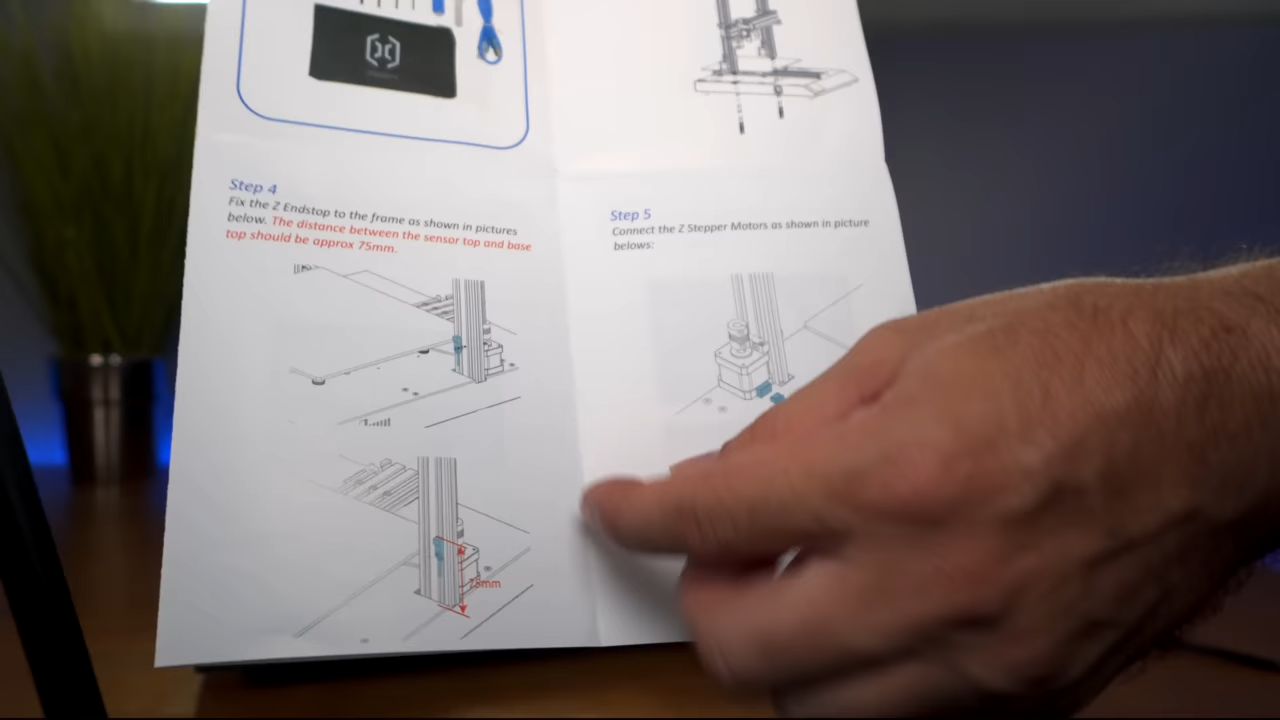 Step 4
Fix the Z Endstop to the frame as shown in pictures
below. The distance between the sensor top and base
top should be approx 75mm.
75mm
Step 5
Connect the Z Stepper Motors as shown in picture
belows: